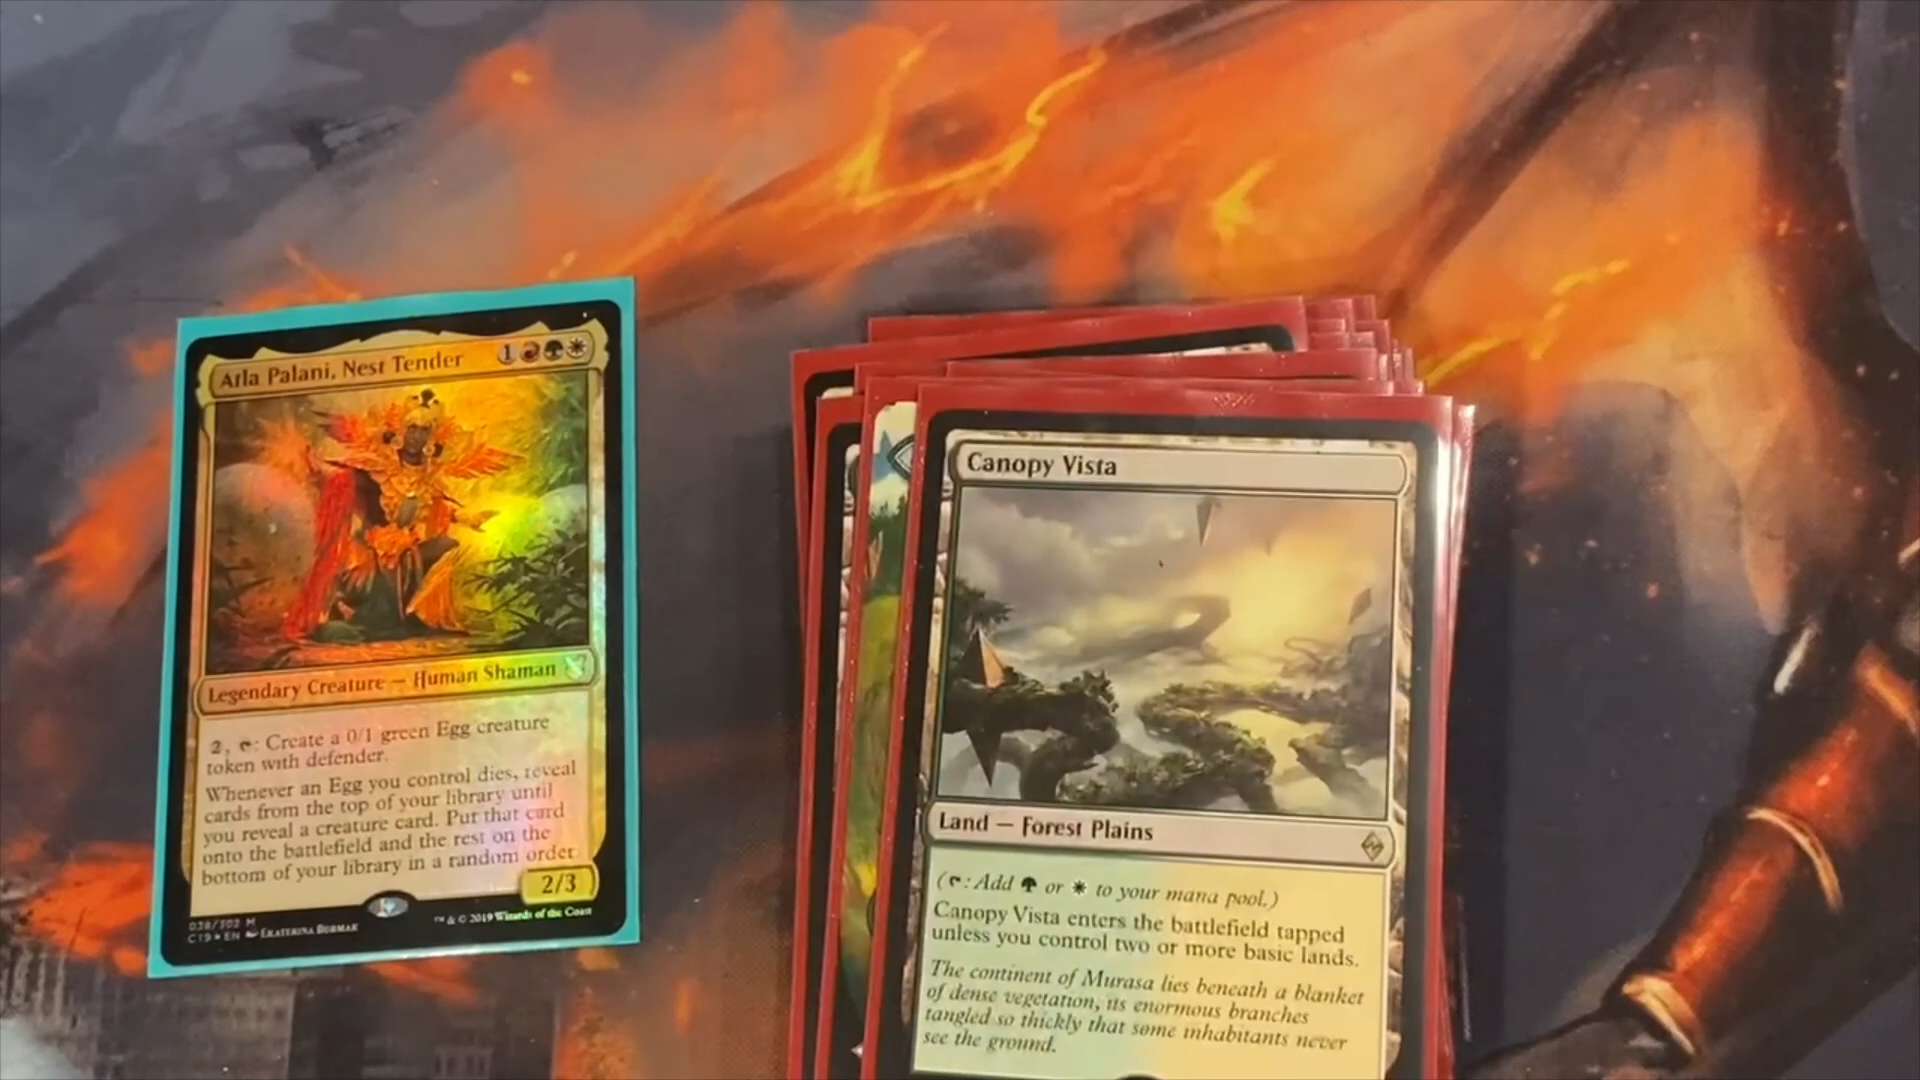 Atla Palani, Nest Tender 1
Legendary Creature — Human Shaman
2, : Create a 0/1 green Egg creature
token with defender.
Whenever an Egg you control dies, reveal
cards from the top of your library until
you reveal a creature card. Put that card
onto the battlefield and the rest on the
bottom of your library in a random order.
2/3
038/302 M
C19 ★ EN EKATERINA BURMAK
™ & © 2019 Wizards of the Coast
Canopy Vista
Land — Forest Plains
( : Add or to your mana pool.)
Canopy Vista enters the battlefield tapped
unless you control two or more basic lands.
The continent of Murasa lies beneath a blanket
of dense vegetation, its enormous branches
tangled so thickly that some inhabitants never
see the ground.